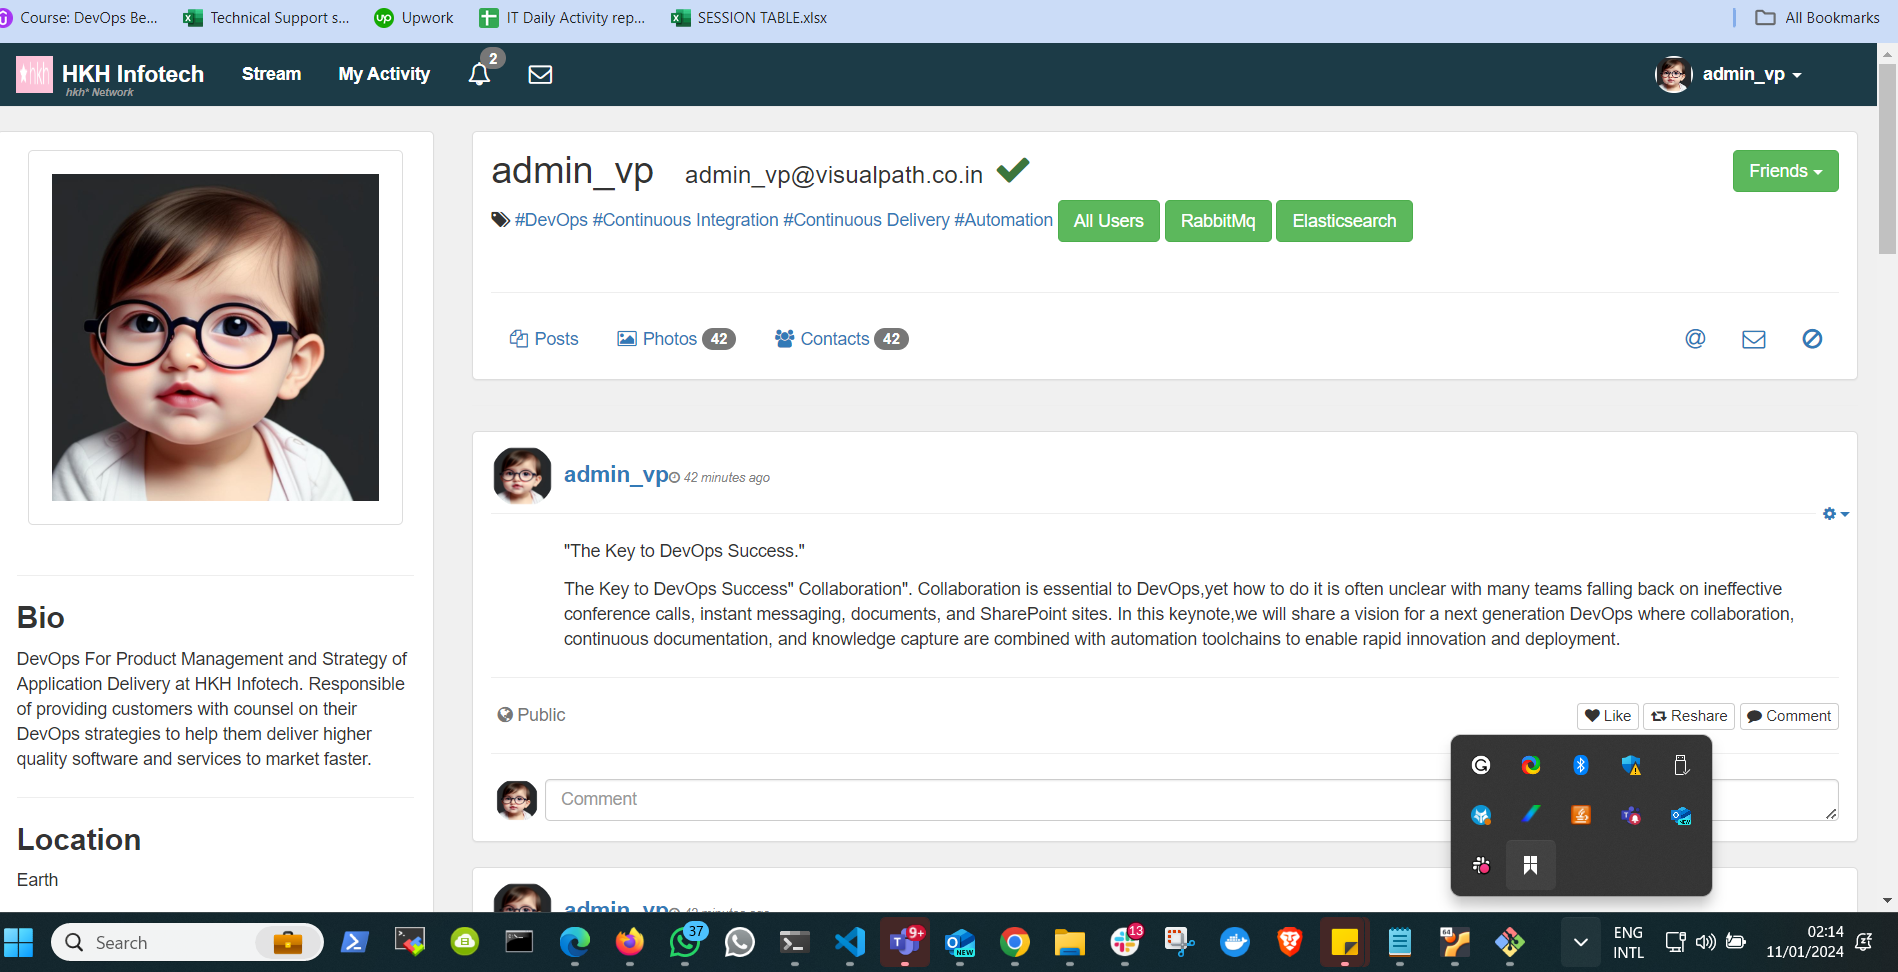 Course: DevOps Be...
Technical Support s...
up
Upwork
IT Daily Activity rep...
SESSION TABLE.xlsx
All Bookmarks
hkh
HKH Infotech
hkh* Network
Stream
My Activity
2
admin_vp
admin_vp
admin_vp@visualpath.co.in
Friends
#DevOps #Continuous Integration #Continuous Delivery #Automation
All Users
RabbitMq
Elasticsearch
Posts
Photos 42
Contacts 42
@
admin_vp 42 minutes ago
"The Key to DevOps Success."
The Key to DevOps Success" Collaboration". Collaboration is essential to DevOps,yet how to do it is often unclear with many teams falling back on ineffective
conference calls, instant messaging, documents, and SharePoint sites. In this keynote,we will share a vision for a next generation DevOps where collaboration,
continuous documentation, and knowledge capture are combined with automation toolchains to enable rapid innovation and deployment.
Public
Like
Reshare
Comment
Comment
admin_vp 42 minutes ago
Bio
DevOps For Product Management and Strategy of
Application Delivery at HKH Infotech. Responsible
of providing customers with counsel on their
DevOps strategies to help them deliver higher
quality software and services to market faster.
Location
Earth
Search
37
9+
NEW
13
64
ENG
INTL
02:14
11/01/2024